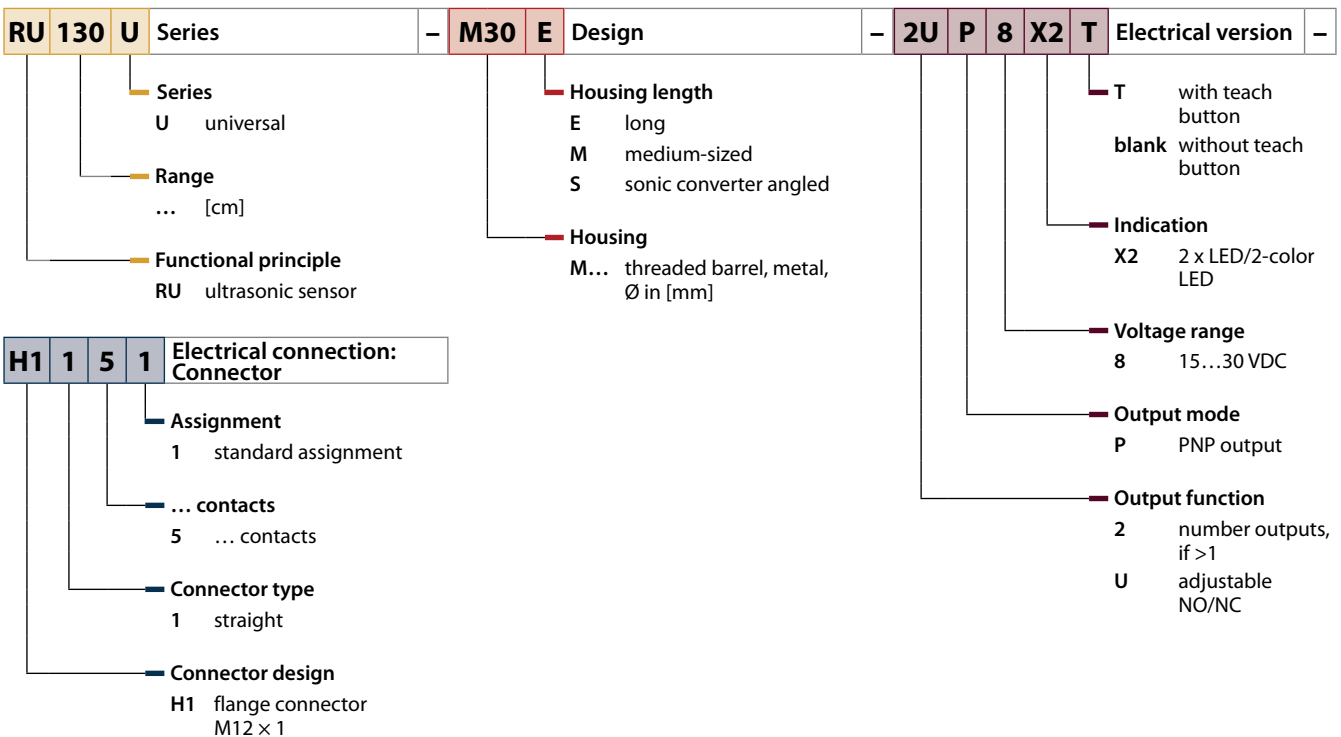 RU 130 U Series – M30 E Design – 2U P 8 X2 T Electrical version –
Series
U universal
Range
… [cm]
Functional principle
RU ultrasonic sensor
Housing length
E long
M medium-sized
S sonic converter angled
Housing
M… threaded barrel, metal,
Ø in [mm]
T with teach
button
blank without teach
button
Indication
X2 2 x LED/2-color
LED
Voltage range
8 15…30 VDC
Output mode
P PNP output
Output function
2 number outputs,
if >1
U adjustable
NO/NC
H1 1 5 1 Electrical connection:
Connector
Assignment
1 standard assignment
… contacts
5 … contacts
Connector type
1 straight
Connector design
H1 flange connector
M12 × 1